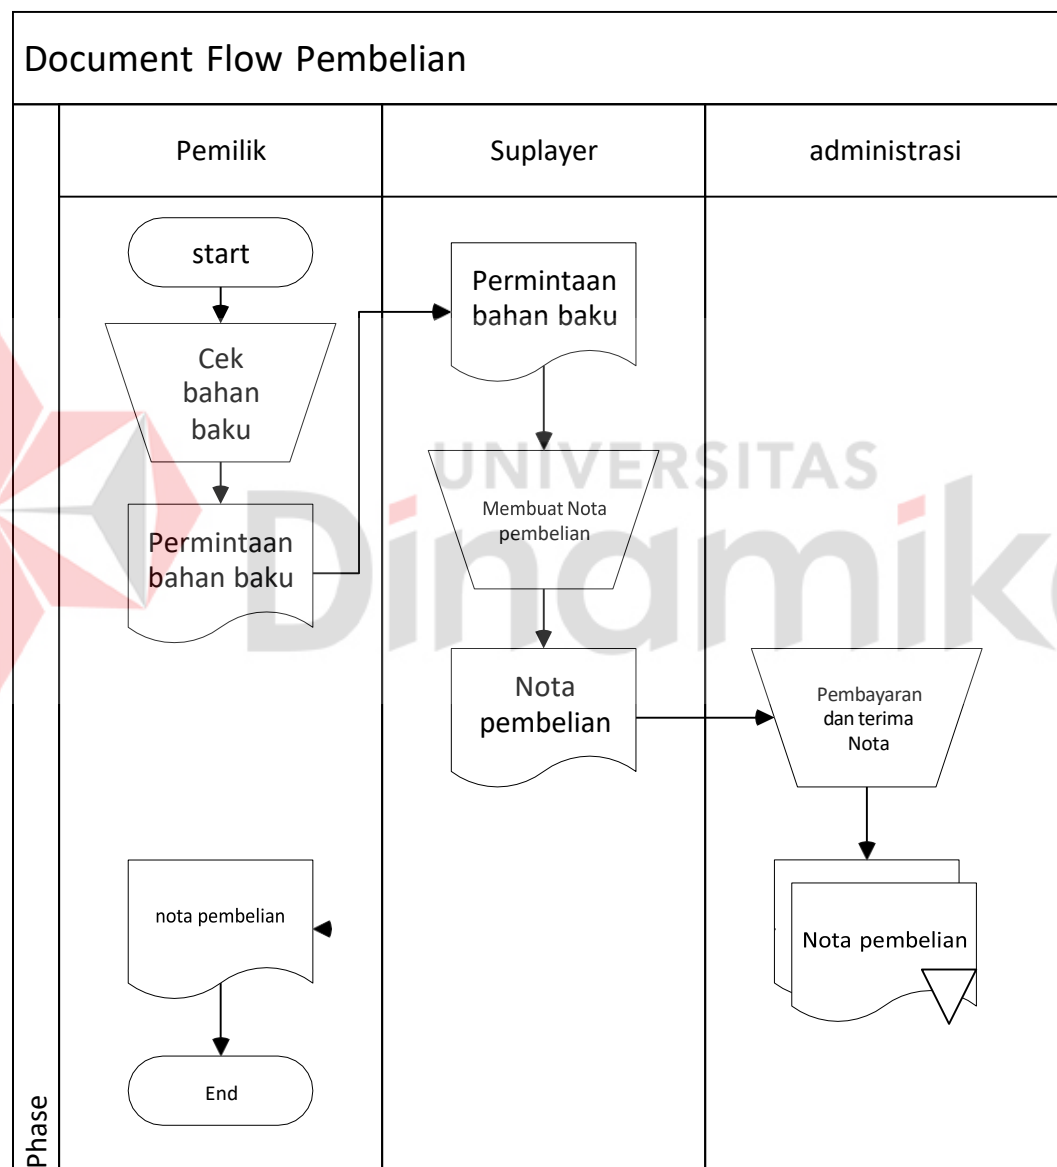 Document Flow Pembelian
Pemilik
Suplayer
administrasi
start
Cek
bahan
baku
Permintaan
bahan baku
Permintaan
bahan baku
Membuat Nota
pembelian
Nota
pembelian
Pembayaran
dan terima
Nota
Nota pembelian
nota pembelian
End
Phase
UNIVERSITAS
Dinamika